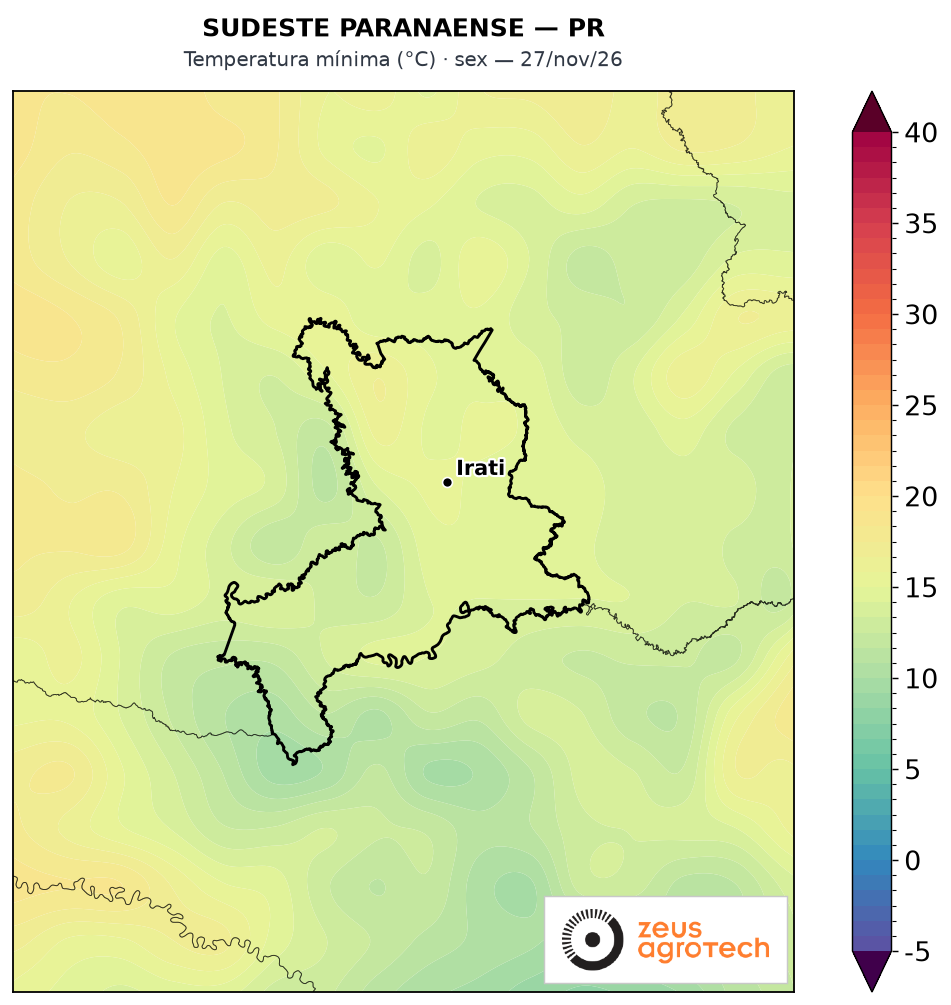 SUDESTE PARANAENSE — PR
Temperatura mínima (°C) · sex — 27/nov/26
40
35
30
25
20
15
10
5
0
-5
Irati
zeus
agrotech